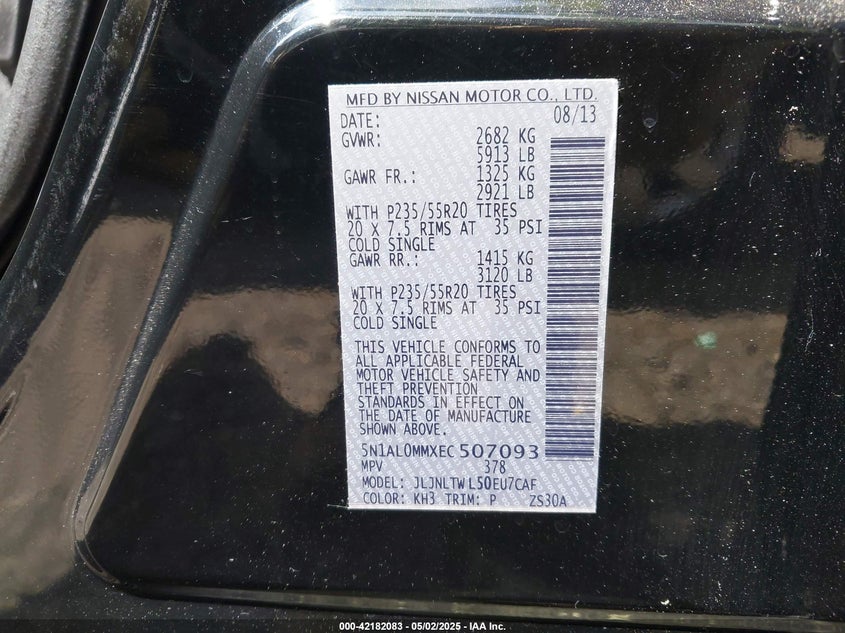 MFD BY NISSAN MOTOR CO., LTD.
DATE: 08/13
GVWR: 2682 KG
5913 LB
GAWR FR.: 1325 KG
2921 LB
WITH P235/55R20 TIRES
20 X 7.5 RIMS AT 35 PSI
COLD SINGLE
GAWR RR.: 1415 KG
3120 LB
WITH P235/55R20 TIRES
20 X 7.5 RIMS AT 35 PSI
COLD SINGLE
THIS VEHICLE CONFORMS TO
ALL APPLICABLE FEDERAL
MOTOR VEHICLE SAFETY AND
THEFT PREVENTION
STANDARDS IN EFFECT ON
THE DATE OF MANUFACTURE
SHOWN ABOVE.
5N1AL0MMXEC507093
MPV 378
MODEL: JLJNLTWL50EU7CAF
COLOR: KH3 TRIM: P ZS30A
000-42182083 - 05/02/2025 - IAA Inc.